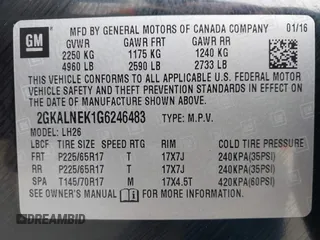 GM
MFD BY GENERAL MOTORS OF CANADA COMPANY 01/16
GVWR GAWR FRT GAWR RR
2250 KG 1175 KG 1240 KG
4960 LB 2590 LB 2733 LB
THIS VEHICLE CONFORMS TO ALL APPLICABLE
U.S. FEDERAL MOTOR VEHICLE SAFETY AND THEFT PREVENTION STANDARDS
IN EFFECT ON THE DATE OF MANUFACTURE SHOWN ABOVE.
2GKALNEK1G6246483 TYPE: M.P.V.
MODEL: LH26
LBCF TIRE SIZE SPEED RTG RIM COLD TIRE PRESSURE
FRT P225/65R17 T 17X7J 240KPA(35PSI)
RR P225/65R17 T 17X7J 240KPA(35PSI)
SPA T145/70R17 M 17X4.5T 420KPA(60PSI)
SEE OWNER'S MANUAL FOR MORE INFORMATION.
DREAMBID